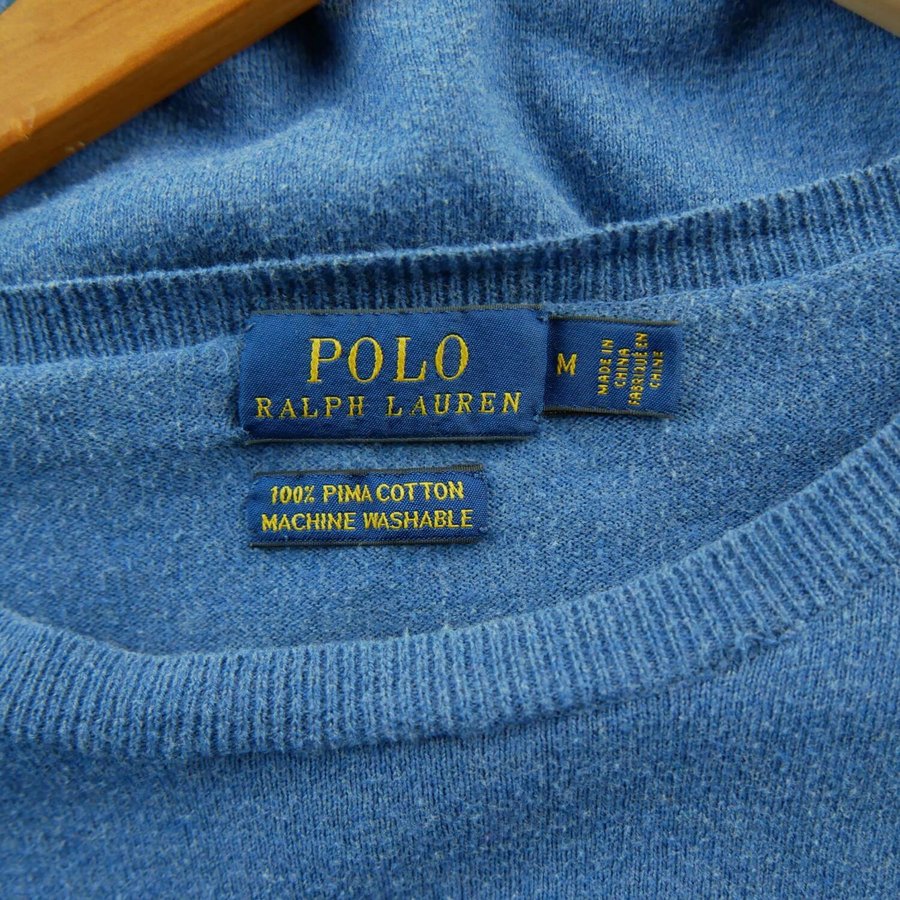 POLO
RALPH LAUREN
M
MADE IN
CHINA
FABRIQUÉ EN
CHINE
100% PIMA COTTON
MACHINE WASHABLE